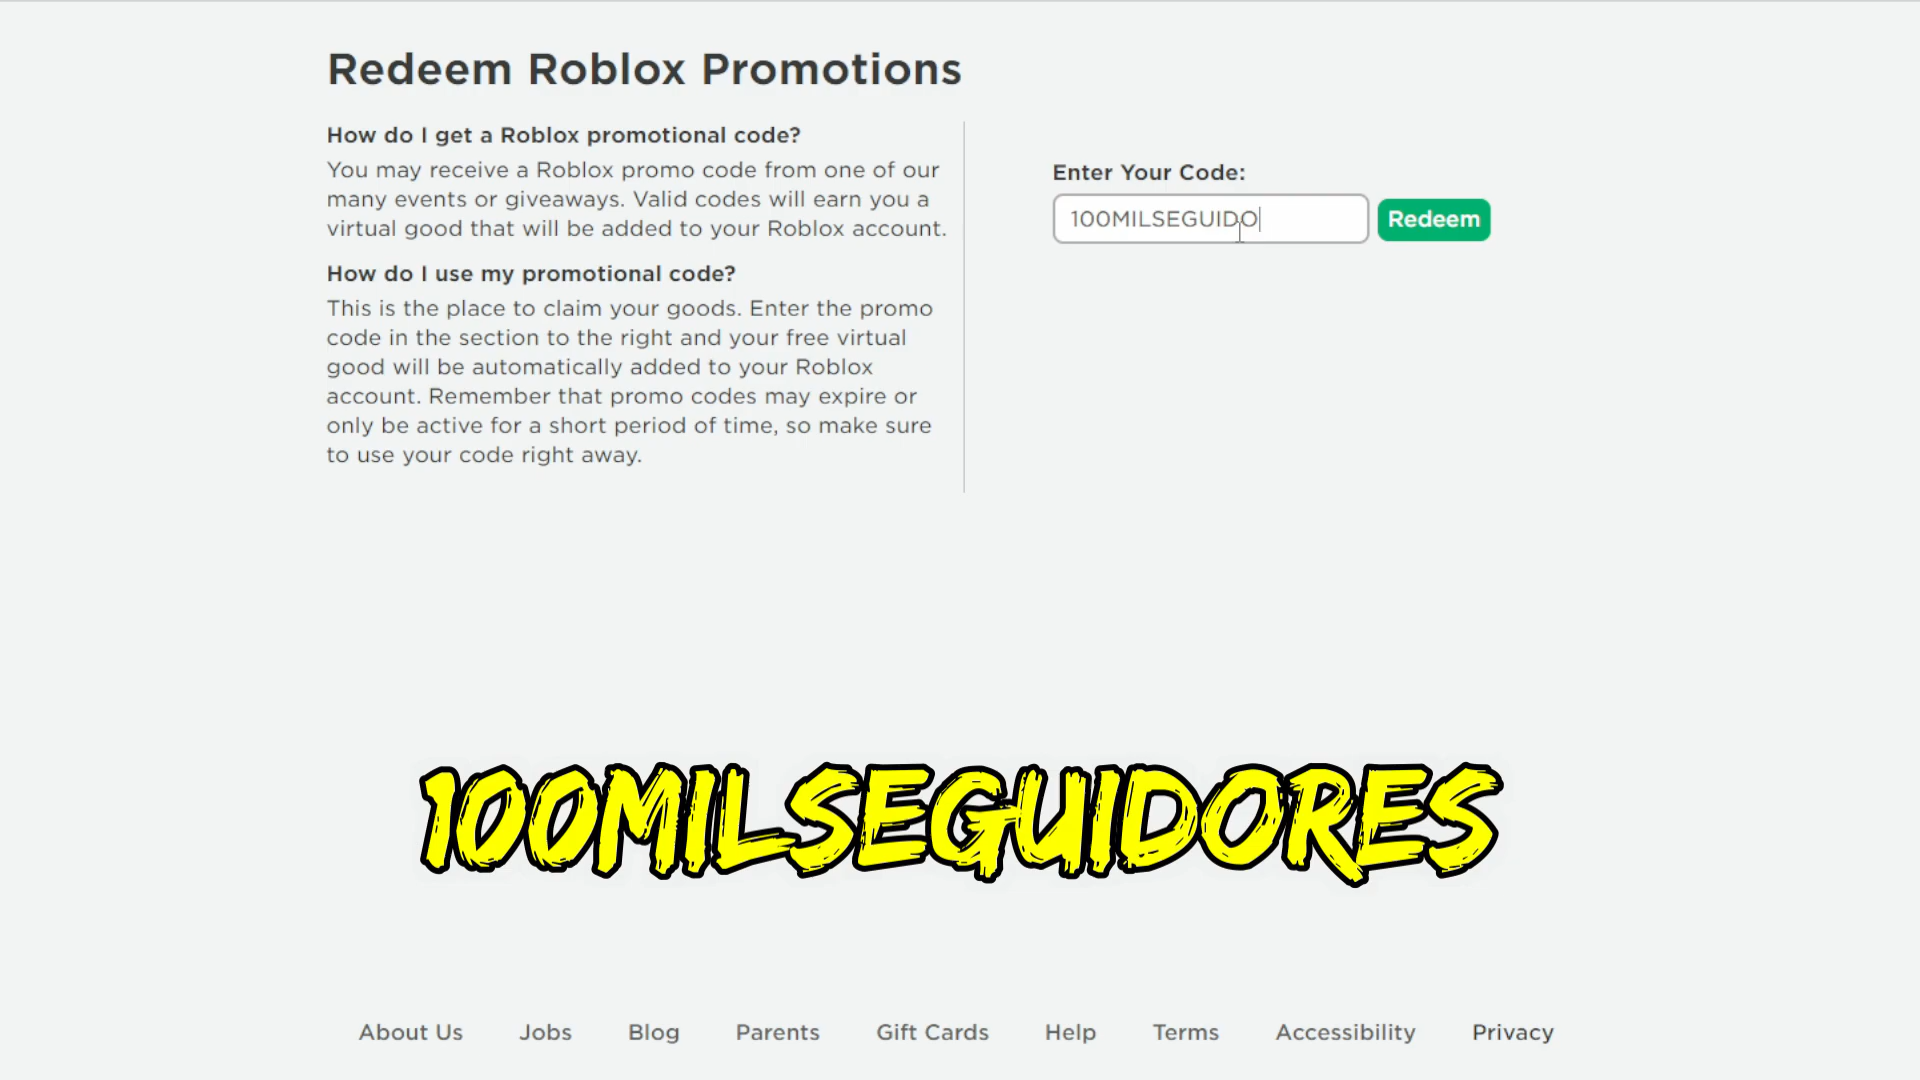 Redeem Roblox Promotions
How do I get a Roblox promotional code?
You may receive a Roblox promo code from one of our
many events or giveaways. Valid codes will earn you a
virtual good that will be added to your Roblox account.
How do I use my promotional code?
This is the place to claim your goods. Enter the promo
code in the section to the right and your free virtual
good will be automatically added to your Roblox
account. Remember that promo codes may expire or
only be active for a short period of time, so make sure
to use your code right away.
Enter Your Code:
100MILSEGUIDO
Redeem
100MILSEGUIDORES
About Us Jobs Blog Parents Gift Cards Help Terms Accessibility Privacy